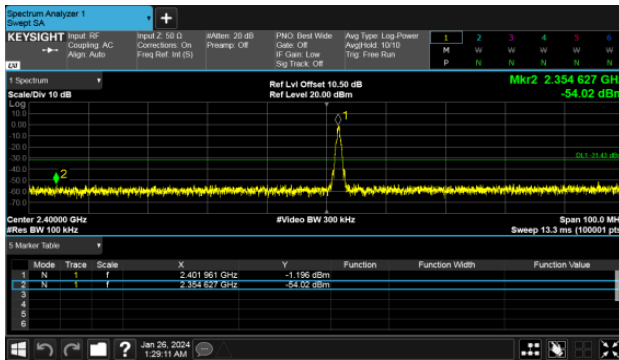 Spectrum Analyzer 1
Swept SA
+
KEYSIGHT Input: RF Input Z: 50 Ω #Atten: 20 dB PNO: Best Wide Avg Type: Log-Power 1 2 3 4 5 6
Coupling: AC Corrections: On Preamp: Off Gate: Off Avg|Hold: 10/10 M W W W W W
Align: Auto Freq Ref: Int (S) IF Gain: Low Trig: Free Run P N N N N N
Sig Track: Off
LXI
1 Spectrum Ref Lvl Offset 10.50 dB Mkr2 2.354 627 GHz
Scale/Div 10 dB Ref Level 20.00 dBm -54.02 dBm
Log
10.0 1
0.00
-10.0
-20.0
-30.0 DL1 -31.43 dB
-40.0
-50.0 2
-60.0
-70.0
Center 2.40000 GHz #Video BW 300 kHz Span 100.0 MH
#Res BW 100 kHz Sweep 13.3 ms (100001 pts
5 Marker Table
Mode Trace Scale X Y Function Function Width Function Value
1 N 1 f 2.401 961 GHz -1.196 dBm
2 N 1 f 2.354 627 GHz -54.02 dBm
3
4
5
6
? Jan 26, 2024
1:29:11 AM